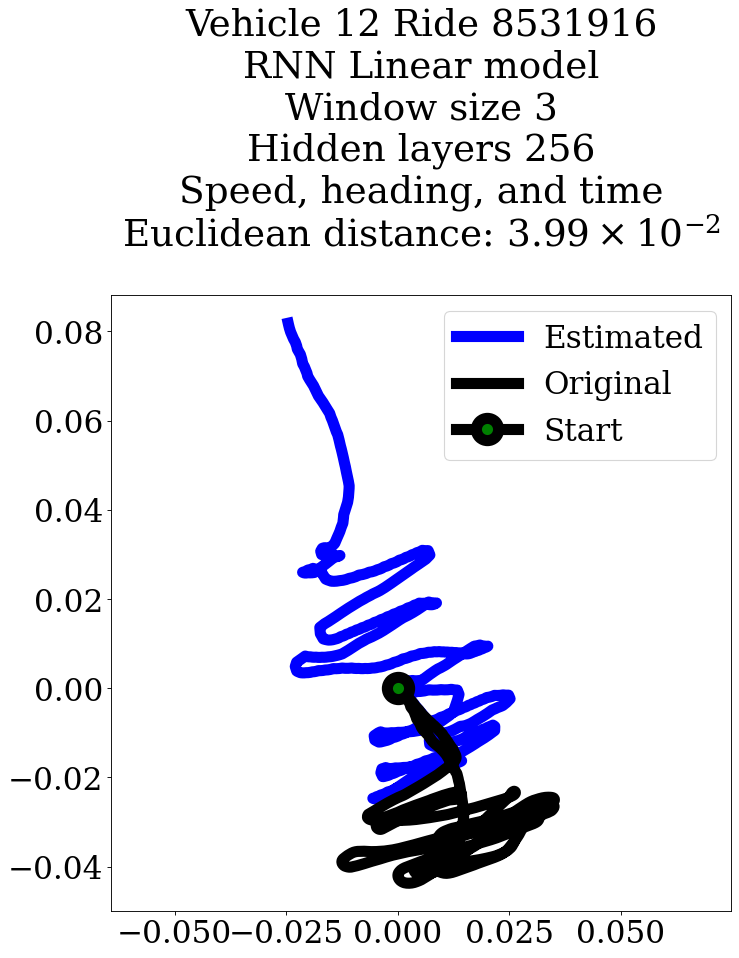 Vehicle 12 Ride 8531916
RNN Linear model
Window size 3
Hidden layers 256
Speed, heading, and time
Euclidean distance: 3.99 × 10⁻²
Estimated
Original
Start
0.08
0.06
0.04
0.02
0.00
−0.02
−0.04
−0.050 −0.025 0.000 0.025 0.050